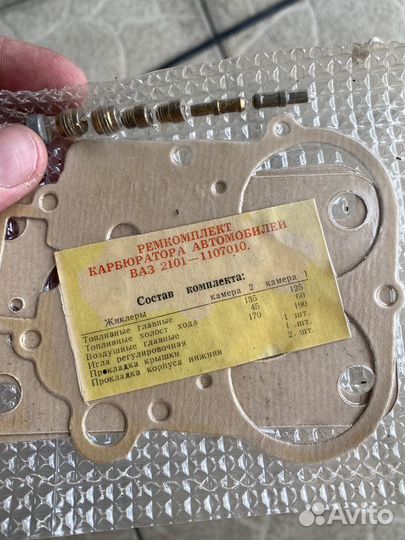 РЕМКОМПЛЕКТ
КАРБЮРАТОРА АВТОМОБИЛЕЙ
ВАЗ 2101—1107010.
Состав комплекта:
Жиклеры камера 2 камера 1
Топливные главные 135 125
Топливные холост хода 45 60
Воздушные главные 170 190
Игла регулировочная 1 шт.
Прокладка крышки 1 шт.
Прокладка корпуса нижняя 2 шт.
Avito